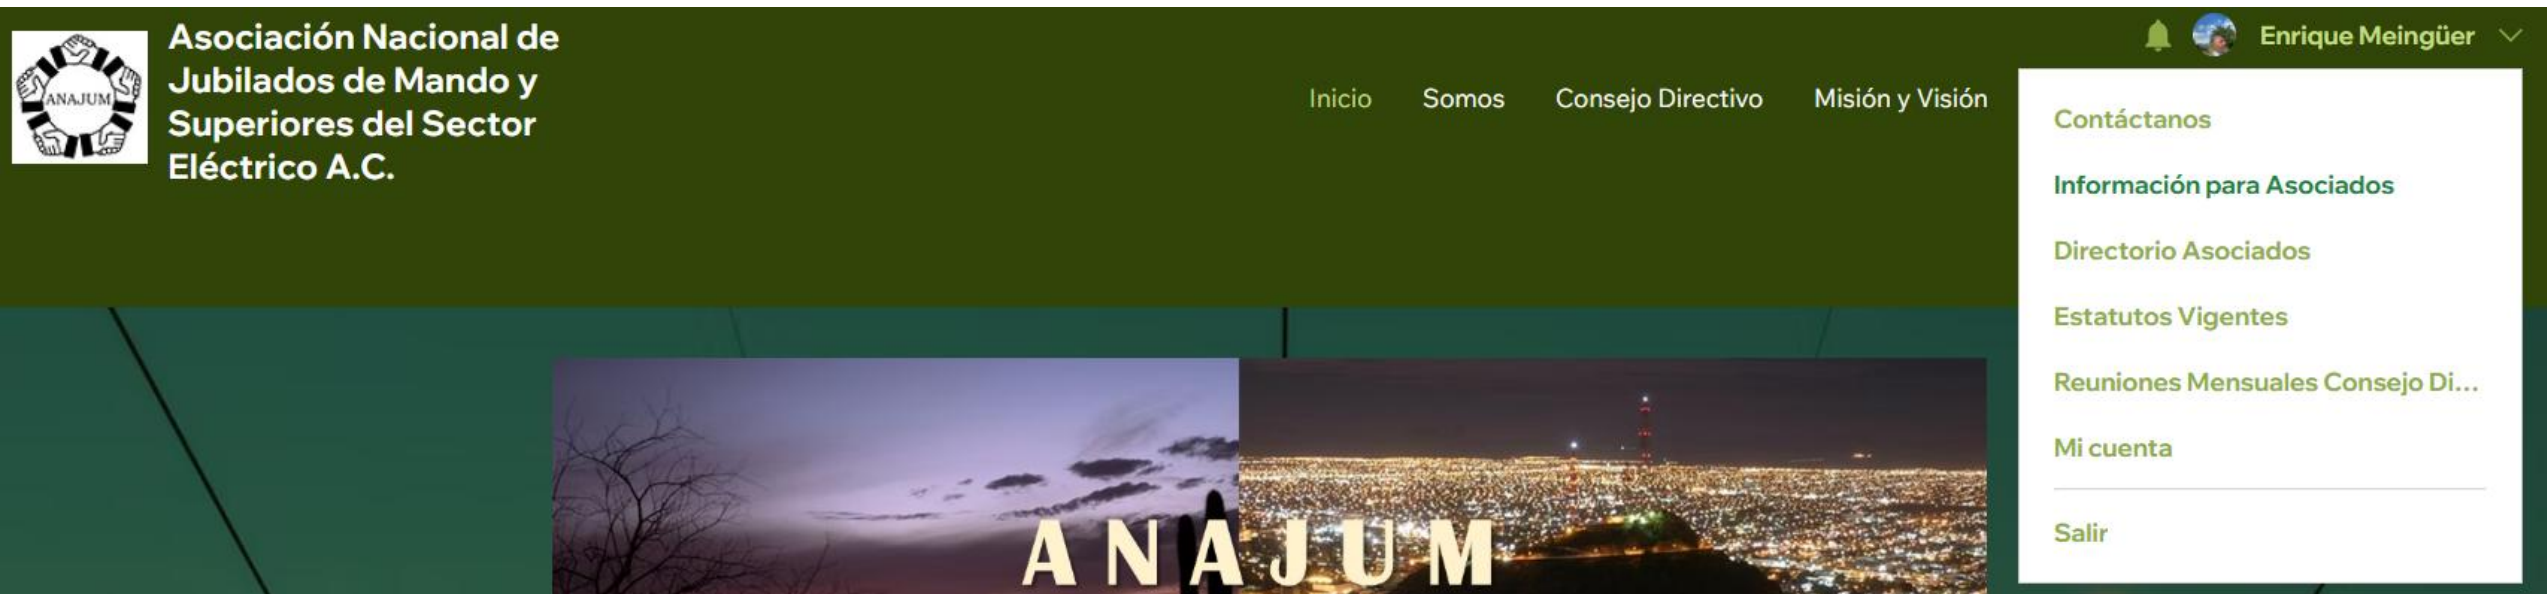 ANAJUM
Asociación Nacional de
Jubilados de Mando y
Superiores del Sector
Eléctrico A.C.
Inicio Somos Consejo Directivo Misión y Visión
Enrique Meingüer
Contáctanos
Información para Asociados
Directorio Asociados
Estatutos Vigentes
Reuniones Mensuales Consejo Di...
Mi cuenta
Salir
ANAJUM